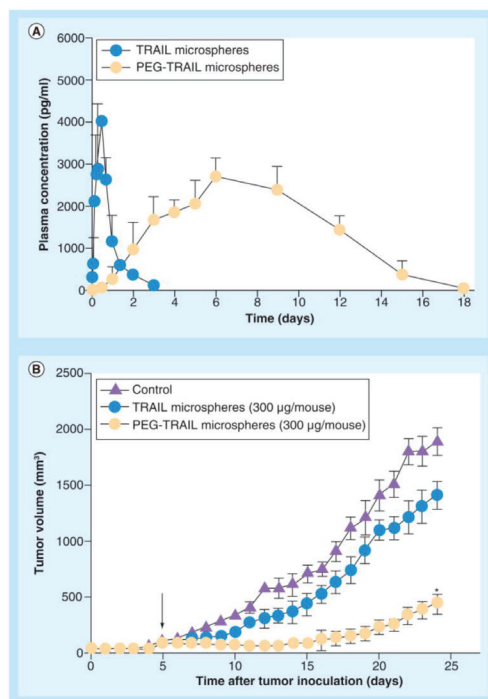 A
TRAIL microspheres
PEG-TRAIL microspheres
Plasma concentration (pg/ml)
6000
5000
4000
3000
2000
1000
0
0 2 4 6 8 10 12 14 16 18
Time (days)
B
Control
TRAIL microspheres (300 µg/mouse)
PEG-TRAIL microspheres (300 µg/mouse)
Tumor volume (mm³)
2500
2000
1500
1000
500
0
*
0 5 10 15 20 25
Time after tumor inoculation (days)